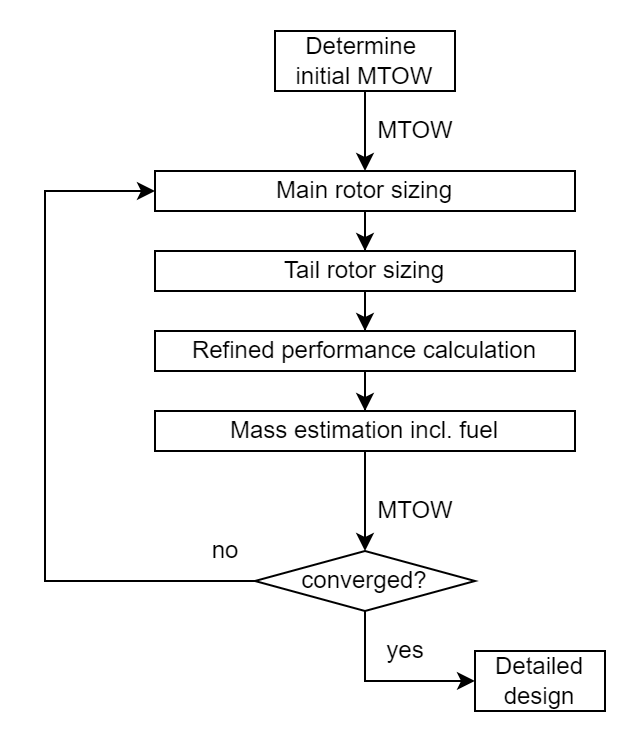 Determine
initial MTOW
MTOW
Main rotor sizing
Tail rotor sizing
Refined performance calculation
Mass estimation incl. fuel
MTOW
no
converged?
yes
Detailed
design